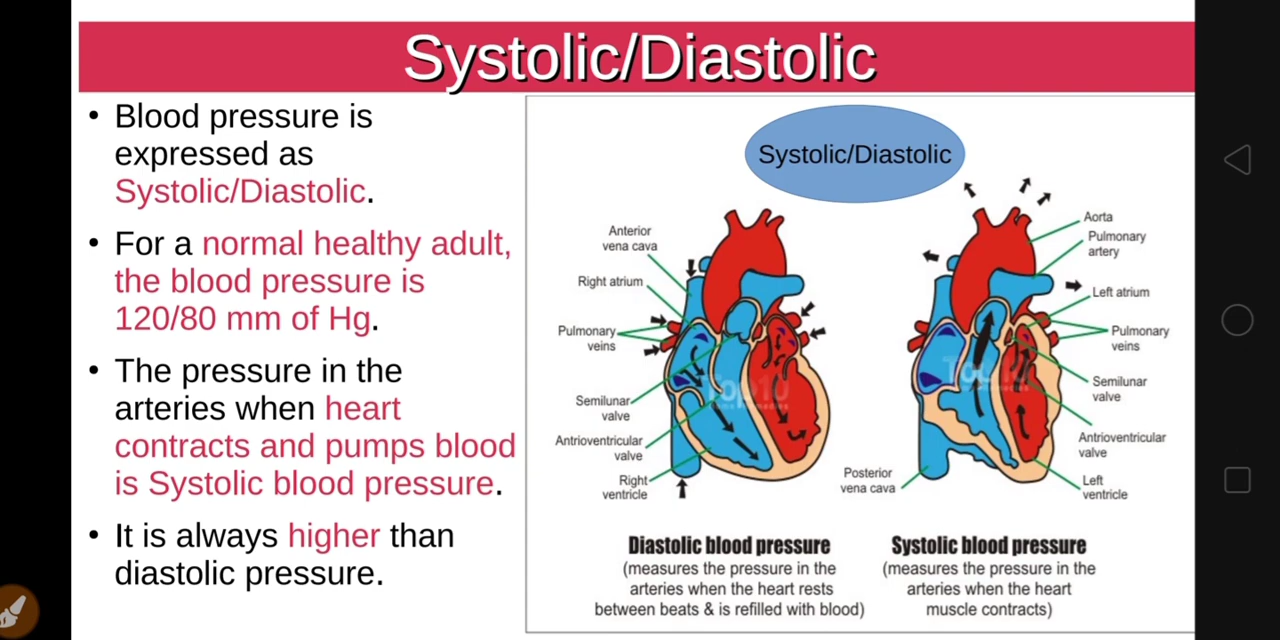 Systolic/Diastolic
• Blood pressure is
expressed as
Systolic/Diastolic.
• For a normal healthy adult,
the blood pressure is
120/80 mm of Hg.
• The pressure in the
arteries when heart
contracts and pumps blood
is Systolic blood pressure.
• It is always higher than
diastolic pressure.
Systolic/Diastolic
Anterior
vena cava
Right atrium
Pulmonary
veins
Semilunar
valve
Antrioventricular
valve
Right
ventricle
Top10
Diastolic blood pressure
(measures the pressure in the
arteries when the heart rests
between beats & is refilled with blood)
Aorta
Pulmonary
artery
Left atrium
Pulmonary
veins
Semilunar
valve
Antrioventricular
valve
Left
ventricle
Posterior
vena cava
Systolic blood pressure
(measures the pressure in the
arteries when the heart
muscle contracts)